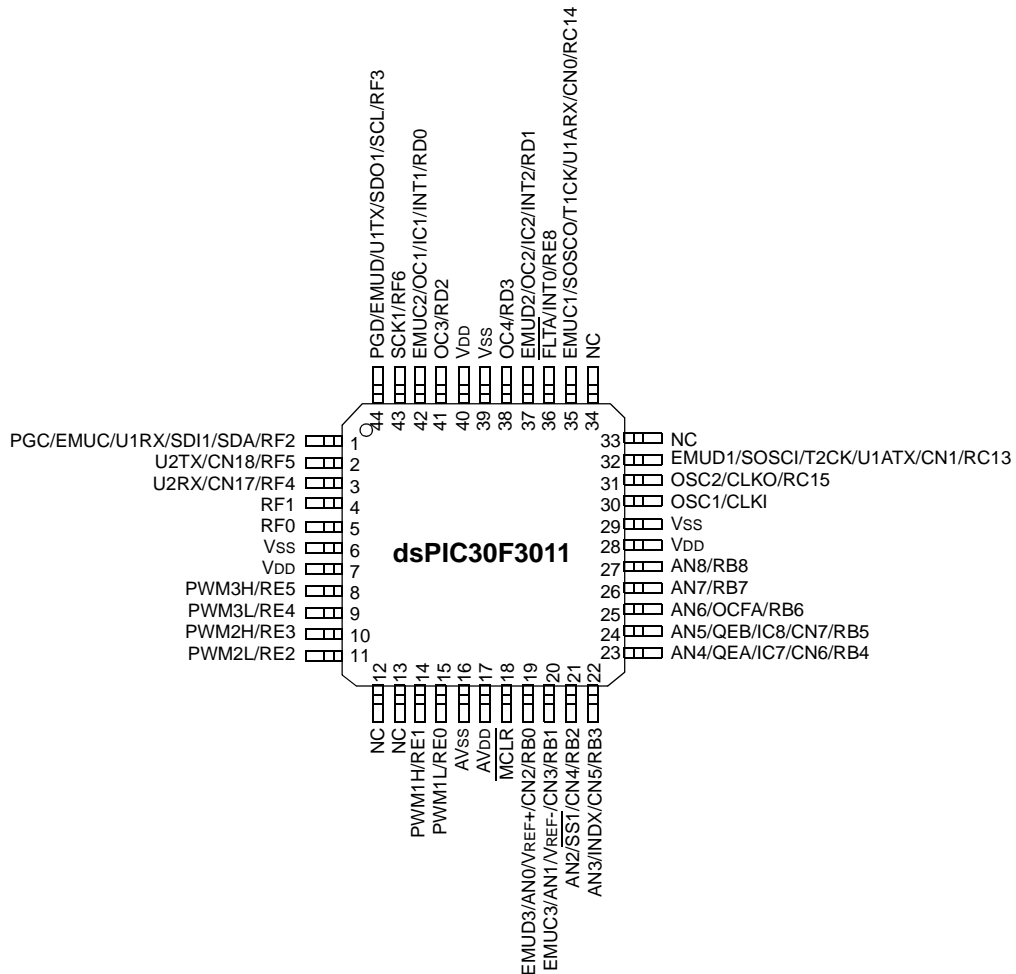 PGD/EMUD/U1TX/SDO1/SCL/RF3
SCK1/RF6
EMUC2/OC1/IC1/INT1/RD0
OC3/RD2
VDD
VSS
OC4/RD3
EMUD2/OC2/IC2/INT2/RD1
FLTA/INT0/RE8
EMUC1/SOSCO/T1CK/U1ARX/CN0/RC14
NC
44
43
42
41
40
39
38
37
36
35
34
PGC/EMUC/U1RX/SDI1/SDA/RF2 1
U2TX/CN18/RF5 2
U2RX/CN17/RF4 3
RF1 4
RF0 5
VSS 6
VDD 7
PWM3H/RE5 8
PWM3L/RE4 9
PWM2H/RE3 10
PWM2L/RE2 11
dsPIC30F3011
33 NC
32 EMUD1/SOSCI/T2CK/U1ATX/CN1/RC13
31 OSC2/CLKO/RC15
30 OSC1/CLKI
29 VSS
28 VDD
27 AN8/RB8
26 AN7/RB7
25 AN6/OCFA/RB6
24 AN5/QEB/IC8/CN7/RB5
23 AN4/QEA/IC7/CN6/RB4
12
13
14
15
16
17
18
19
20
21
22
NC
NC
PWM1H/RE1
PWM1L/RE0
AVSS
AVDD
MCLR
EMUD3/AN0/VREF+/CN2/RB0
EMUC3/AN1/VREF-/CN3/RB1
AN2/SS1/CN4/RB2
AN3/INDX/CN5/RB3